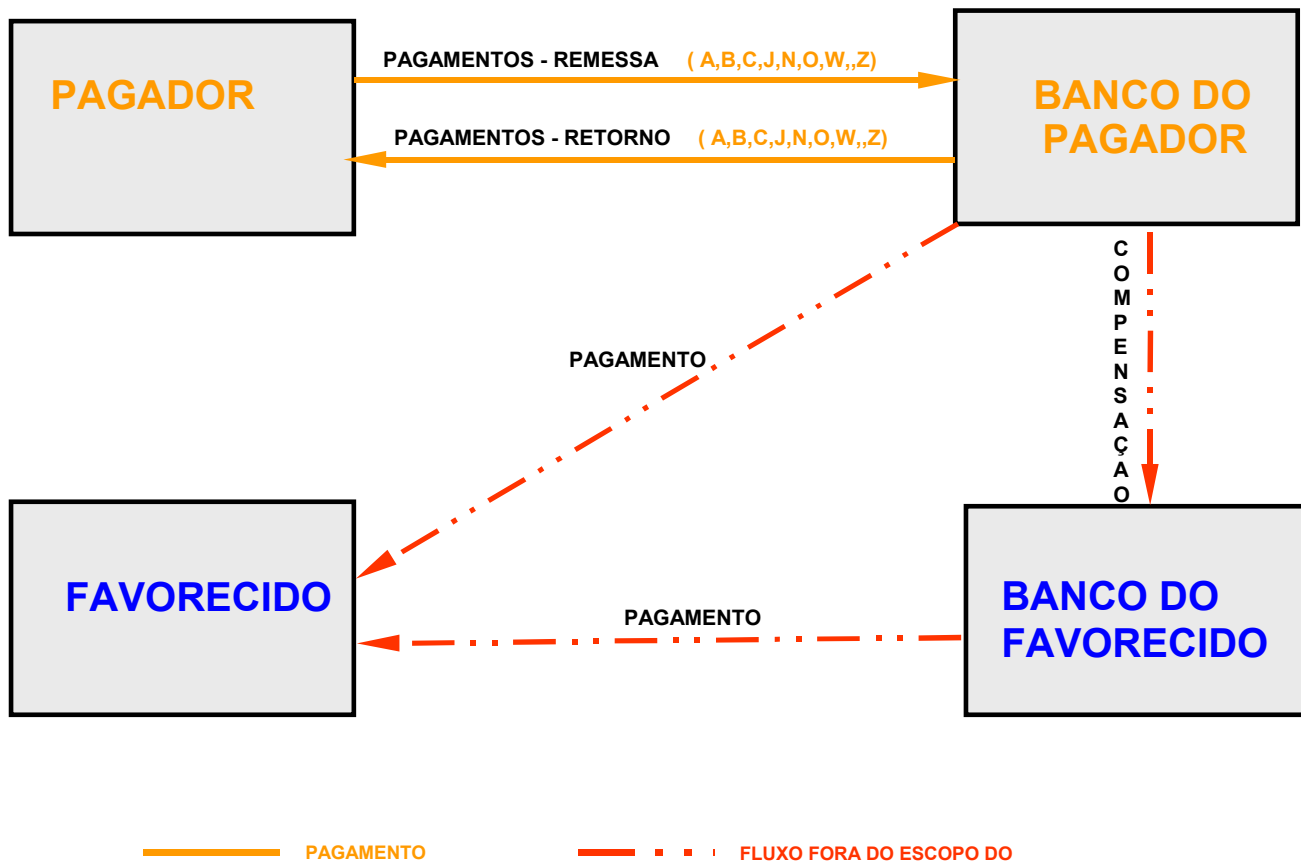 PAGAMENTOS - REMESSA ( A,B,C,J,N,O,W,,Z)
PAGADOR
BANCO DO
PAGADOR
PAGAMENTOS - RETORNO ( A,B,C,J,N,O,W,,Z)
COMPENSAÇAO
PAGAMENTO
FAVORECIDO
PAGAMENTO
BANCO DO
FAVORECIDO
PAGAMENTO
FLUXO FORA DO ESCOPO DO